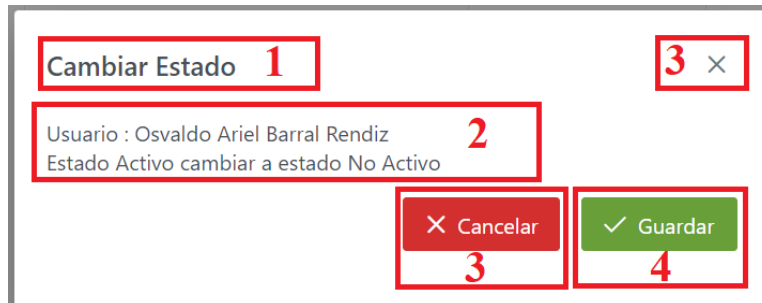 Cambiar Estado 1
3 ×
Usuario : Osvaldo Ariel Barral Rendiz
2
Estado Activo cambiar a estado No Activo
× Cancelar
✓ Guardar
3
4